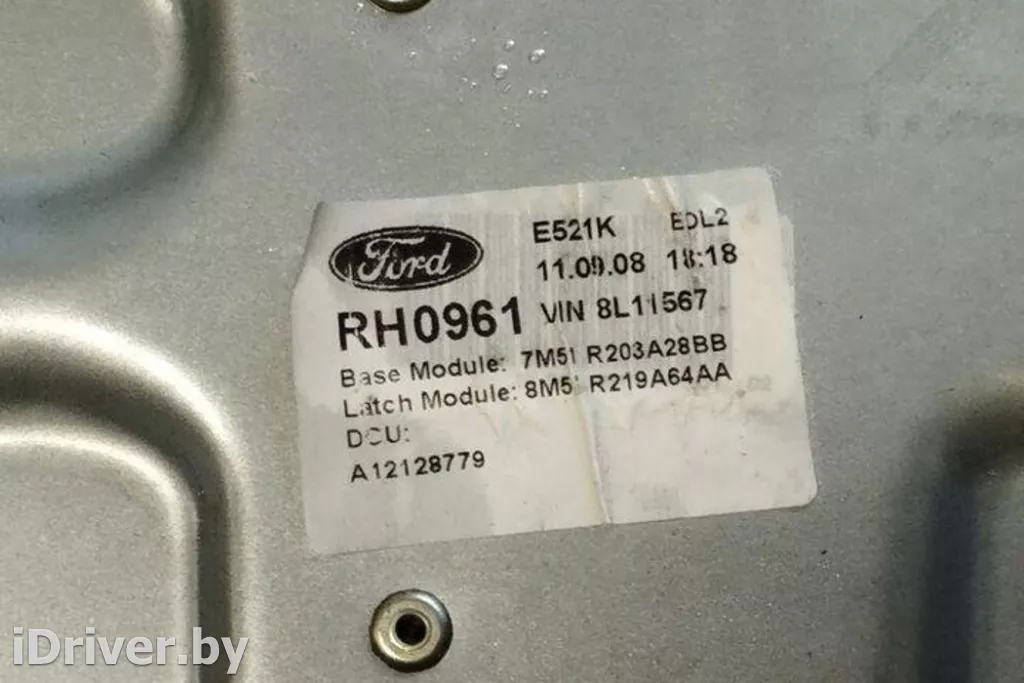 Ford
E521K EDL2
11.09.08 18:18
RH0961 VIN 8L11567
Base Module: 7M51 R203A28BB
Latch Module: 8M51 R219A64AA
DCU:
A12128779
iDriver.by